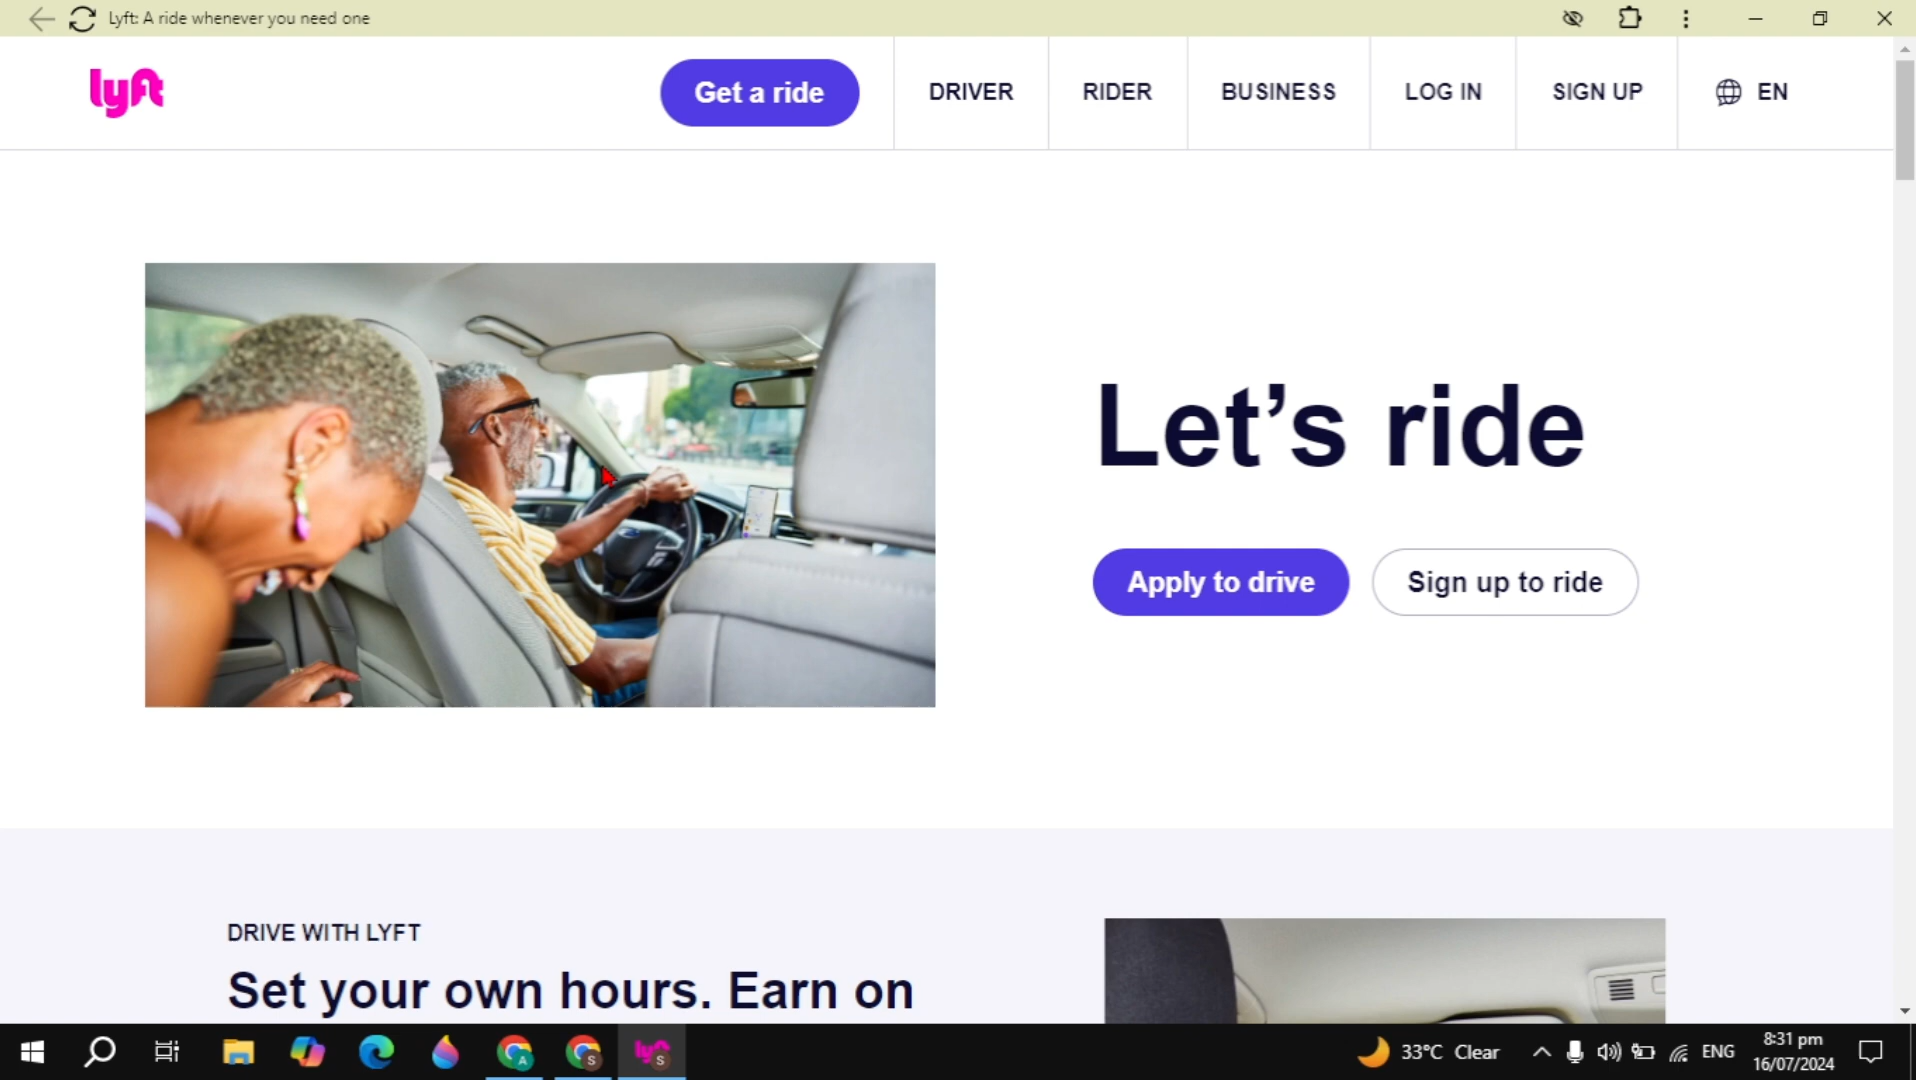 Lyft: A ride whenever you need one
lyft
Get a ride
DRIVER
RIDER
BUSINESS
LOG IN
SIGN UP
EN
Let’s ride
Apply to drive
Sign up to ride
DRIVE WITH LYFT
Set your own hours. Earn on
A
S
lyft
S
33°C Clear
ENG
8:31 pm
16/07/2024